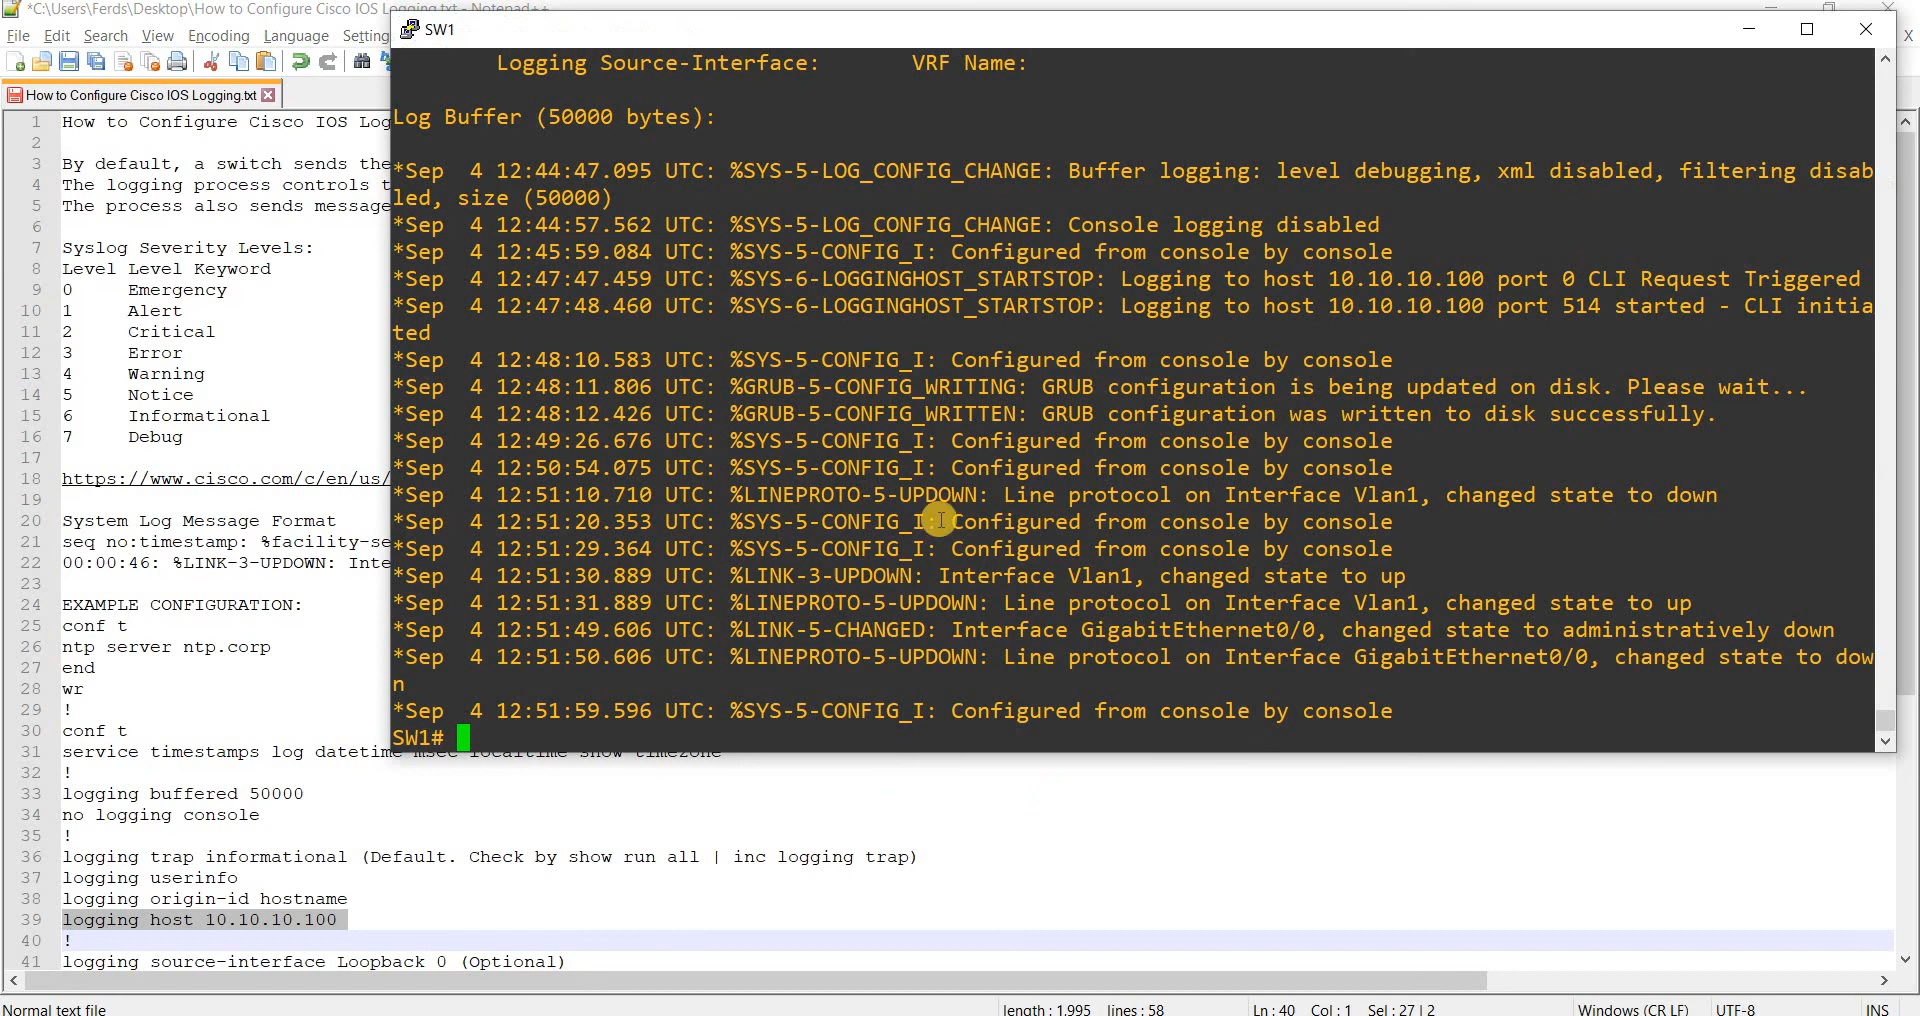 *C:\Users\Ferds\Desktop\How to Configure Cisco IOS Logging.txt - Notepad++
File Edit Search View Encoding Language Setting
X
How to Configure Cisco IOS Logging.txt
SW1
Logging Source-Interface: VRF Name:
Log Buffer (50000 bytes):
*Sep 4 12:44:47.095 UTC: %SYS-5-LOG_CONFIG_CHANGE: Buffer logging: level debugging, xml disabled, filtering disab
led, size (50000)
*Sep 4 12:44:57.562 UTC: %SYS-5-LOG_CONFIG_CHANGE: Console logging disabled
*Sep 4 12:45:59.084 UTC: %SYS-5-CONFIG_I: Configured from console by console
*Sep 4 12:47:47.459 UTC: %SYS-6-LOGGINGHOST_STARTSTOP: Logging to host 10.10.10.100 port 0 CLI Request Triggered
*Sep 4 12:47:48.460 UTC: %SYS-6-LOGGINGHOST_STARTSTOP: Logging to host 10.10.10.100 port 514 started - CLI initia
ted
*Sep 4 12:48:10.583 UTC: %SYS-5-CONFIG_I: Configured from console by console
*Sep 4 12:48:11.806 UTC: %GRUB-5-CONFIG_WRITING: GRUB configuration is being updated on disk. Please wait...
*Sep 4 12:48:12.426 UTC: %GRUB-5-CONFIG_WRITTEN: GRUB configuration was written to disk successfully.
*Sep 4 12:49:26.676 UTC: %SYS-5-CONFIG_I: Configured from console by console
*Sep 4 12:50:54.075 UTC: %SYS-5-CONFIG_I: Configured from console by console
*Sep 4 12:51:10.710 UTC: %LINEPROTO-5-UPDOWN: Line protocol on Interface Vlan1, changed state to down
*Sep 4 12:51:20.353 UTC: %SYS-5-CONFIG_I: Configured from console by console
*Sep 4 12:51:29.364 UTC: %SYS-5-CONFIG_I: Configured from console by console
*Sep 4 12:51:30.889 UTC: %LINK-3-UPDOWN: Interface Vlan1, changed state to up
*Sep 4 12:51:31.889 UTC: %LINEPROTO-5-UPDOWN: Line protocol on Interface Vlan1, changed state to up
*Sep 4 12:51:49.606 UTC: %LINK-5-CHANGED: Interface GigabitEthernet0/0, changed state to administratively down
*Sep 4 12:51:50.606 UTC: %LINEPROTO-5-UPDOWN: Line protocol on Interface GigabitEthernet0/0, changed state to dow
n
*Sep 4 12:51:59.596 UTC: %SYS-5-CONFIG_I: Configured from console by console
SW1#
1 How to Configure Cisco IOS Log
2
3 By default, a switch sends the
4 The logging process controls t
5 The process also sends message
6
7 Syslog Severity Levels:
8 Level Level Keyword
9 0 Emergency
10 1 Alert
11 2 Critical
12 3 Error
13 4 Warning
14 5 Notice
15 6 Informational
16 7 Debug
17
18 https://www.cisco.com/c/en/us/
19
20 System Log Message Format
21 seq no:timestamp: %facility-se
22 00:00:46: %LINK-3-UPDOWN: Inte
23
24 EXAMPLE CONFIGURATION:
25 conf t
26 ntp server ntp.corp
27 end
28 wr
29 !
30 conf t
31 service timestamps log datetime msec localtime show-timezone
32 !
33 logging buffered 50000
34 no logging console
35 !
36 logging trap informational (Default. Check by show run all | inc logging trap)
37 logging userinfo
38 logging origin-id hostname
39 logging host 10.10.10.100
40 !
41 logging source-interface Loopback 0 (Optional)
Normal text file length : 1,995 lines : 58 Ln : 40 Col : 1 Sel : 27 | 2 Windows (CR LF) UTF-8 INS